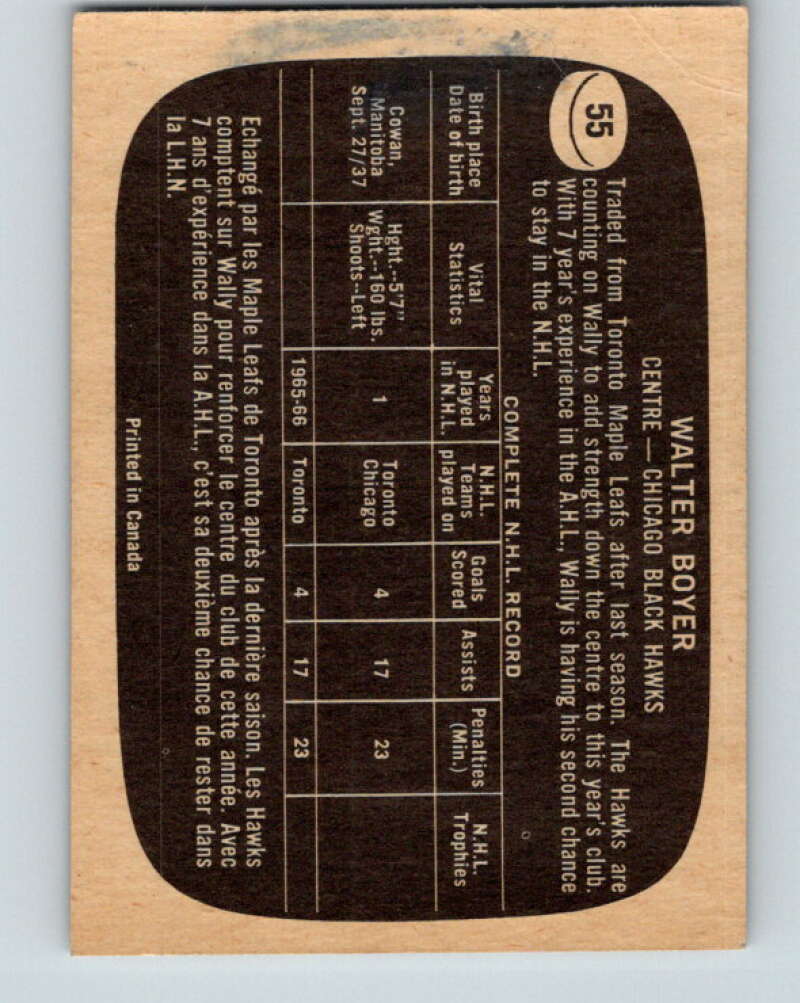 55
WALTER BOYER
CENTRE — CHICAGO BLACK HAWKS
Traded from Toronto Maple Leafs after last season. The Hawks are
counting on Wally to add strength down the centre to this year's club.
With 7 year's experience in the A.H.L., Wally is having his second chance
to stay in the N.H.L.
COMPLETE N.H.L. RECORD
Birth place Date of birth
Vital Statistics
Years played in N.H.L.
N.H.L. Teams played on
Goals Scored
Assists
Penalties (Min.)
N.H.L. Trophies
Cowan, Manitoba Sept. 27/37
Hght.--5'7" Wght.--160 lbs. Shoots--Left
1
Toronto Chicago
4
17
23
1965-66 Toronto 4 17 23
Echangé par les Maple Leafs de Toronto après la dernière saison. Les Hawks
comptent sur Wally pour renforcer le centre du club de cette année. Avec
7 ans d'expérience dans la A.H.L., c'est sa deuxième chance de rester dans
la L.H.N.
Printed in Canada